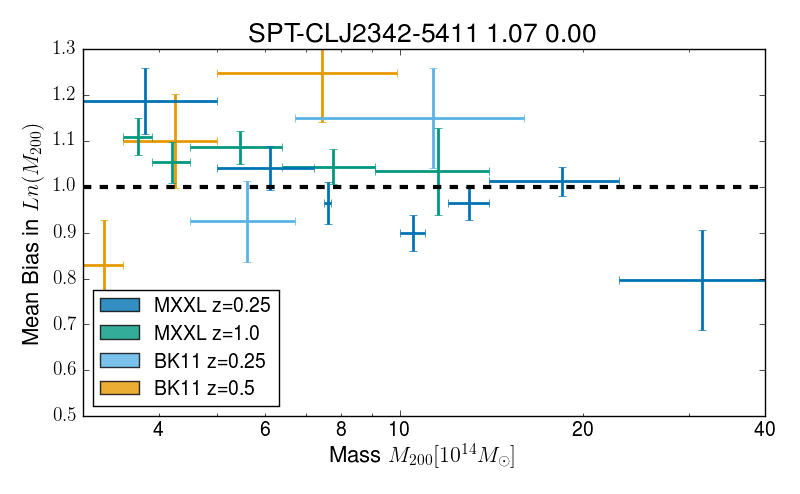 SPT-CLJ2342-5411 1.07 0.00
1.3
1.2
1.1
1.0
0.9
0.8
0.7
0.6
0.5
Mean Bias in Ln(M₂₀₀)
MXXL z=0.25
MXXL z=1.0
BK11 z=0.25
BK11 z=0.5
4 6 8 10 20 40
Mass M₂₀₀[10¹⁴M☉]